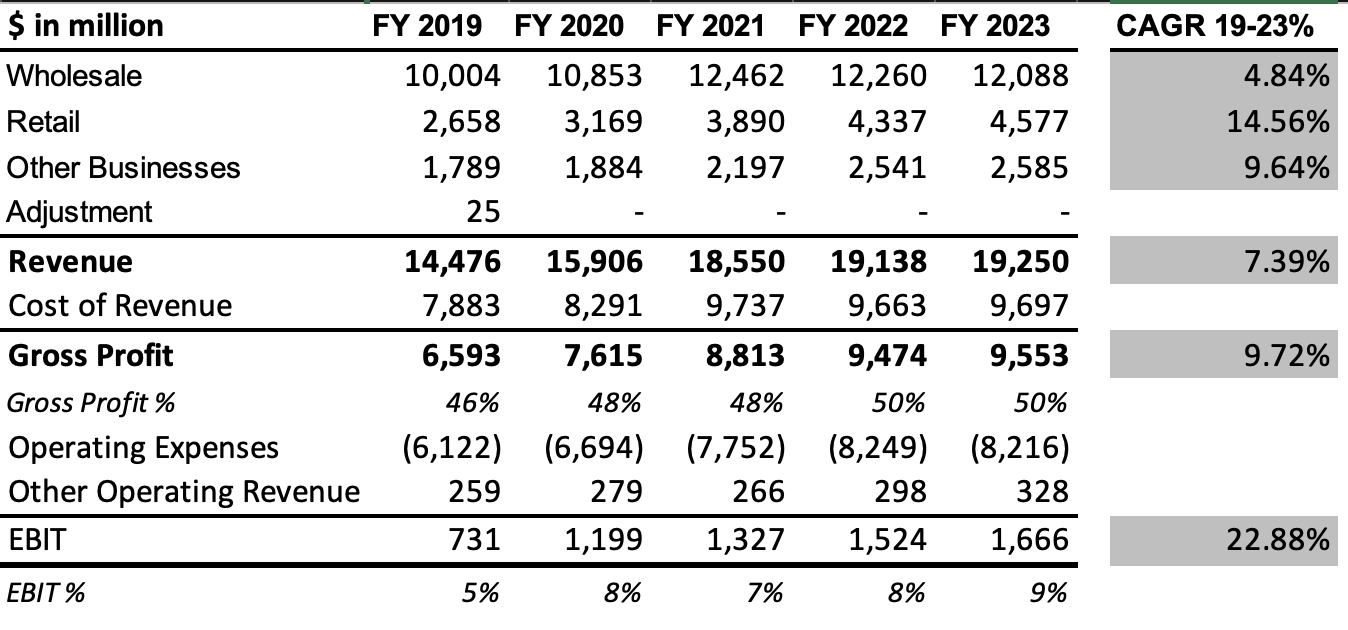 $ in million FY 2019 FY 2020 FY 2021 FY 2022 FY 2023 CAGR 19-23%
Wholesale 10,004 10,853 12,462 12,260 12,088 4.84%
Retail 2,658 3,169 3,890 4,337 4,577 14.56%
Other Businesses 1,789 1,884 2,197 2,541 2,585 9.64%
Adjustment 25 - - - -
Revenue 14,476 15,906 18,550 19,138 19,250 7.39%
Cost of Revenue 7,883 8,291 9,737 9,663 9,697
Gross Profit 6,593 7,615 8,813 9,474 9,553 9.72%
Gross Profit % 46% 48% 48% 50% 50%
Operating Expenses (6,122) (6,694) (7,752) (8,249) (8,216)
Other Operating Revenue 259 279 266 298 328
EBIT 731 1,199 1,327 1,524 1,666 22.88%
EBIT % 5% 8% 7% 8% 9%